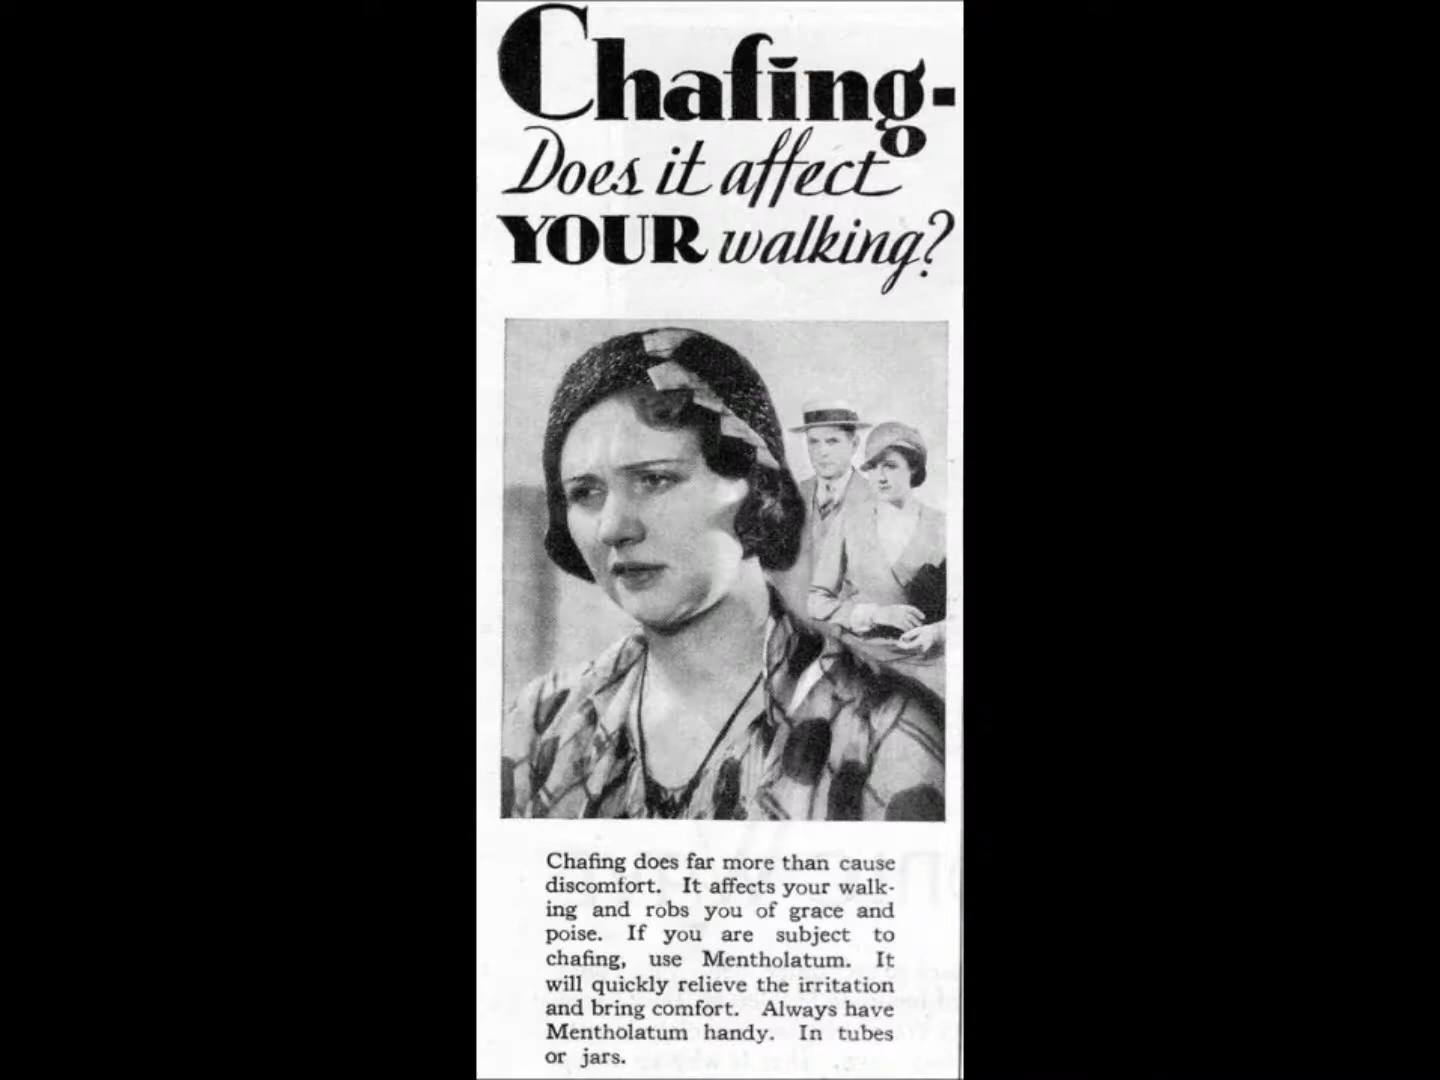 Chafing-
Does it affect
YOUR walking?
Chafing does far more than cause
discomfort. It affects your walk-
ing and robs you of grace and
poise. If you are subject to
chafing, use Mentholatum. It
will quickly relieve the irritation
and bring comfort. Always have
Mentholatum handy. In tubes
or jars.